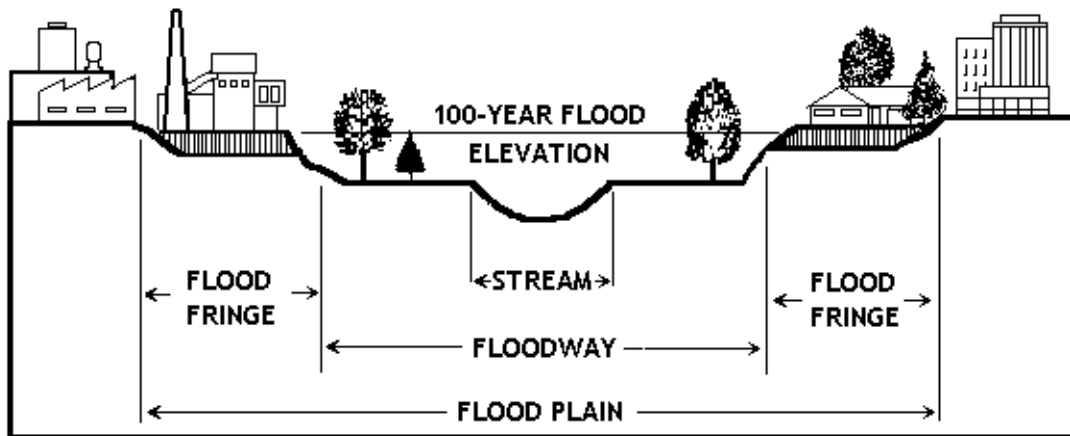 100-YEAR FLOOD
ELEVATION
FLOOD
FRINGE
STREAM
FLOOD
FRINGE
FLOODWAY
FLOOD PLAIN